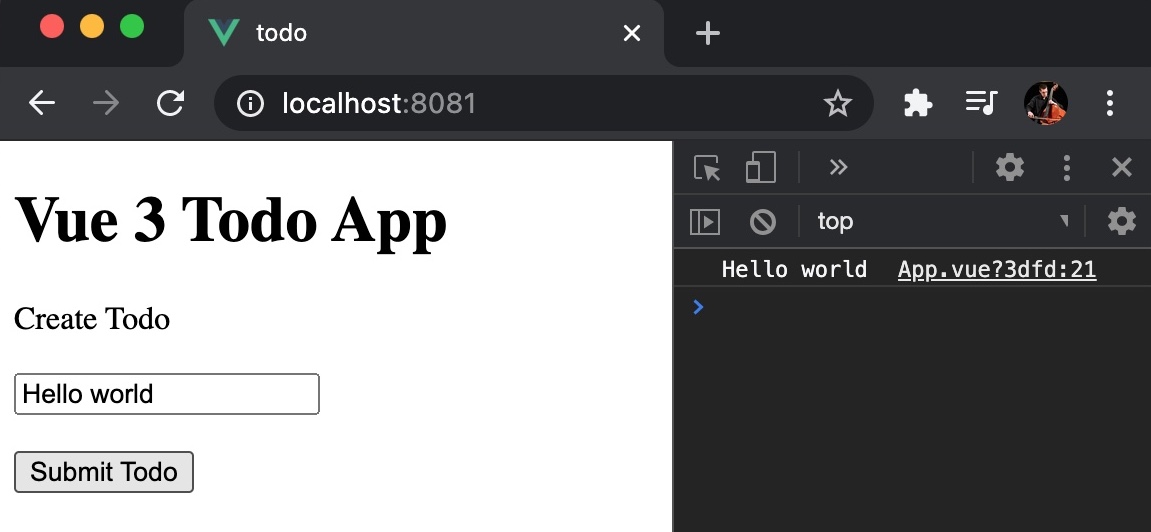 todo
localhost:8081
top
Hello world App.vue?3dfd:21
Vue 3 Todo App
Create Todo
Hello world
Submit Todo